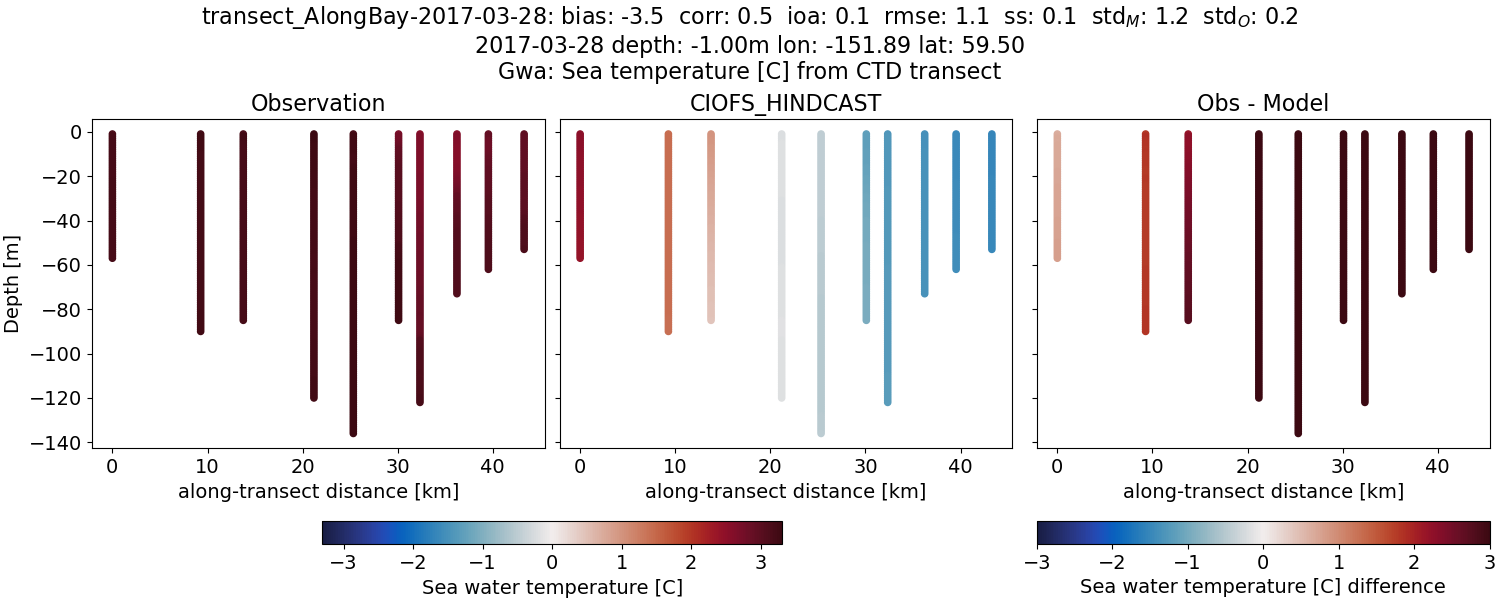 transect_AlongBay-2017-03-28: bias: -3.5  corr: 0.5  ioa: 0.1  rmse: 1.1  ss: 0.1  std_M: 1.2  std_O: 0.2
2017-03-28 depth: -1.00m lon: -151.89 lat: 59.50
Gwa: Sea temperature [C] from CTD transect
Observation
CIOFS_HINDCAST
Obs - Model
Depth [m]
0
−20
−40
−60
−80
−100
−120
−140
0 10 20 30 40
0 10 20 30 40
0 10 20 30 40
along-transect distance [km]
along-transect distance [km]
along-transect distance [km]
−3 −2 −1 0 1 2 3
Sea water temperature [C]
−3 −2 −1 0 1 2 3
Sea water temperature [C] difference